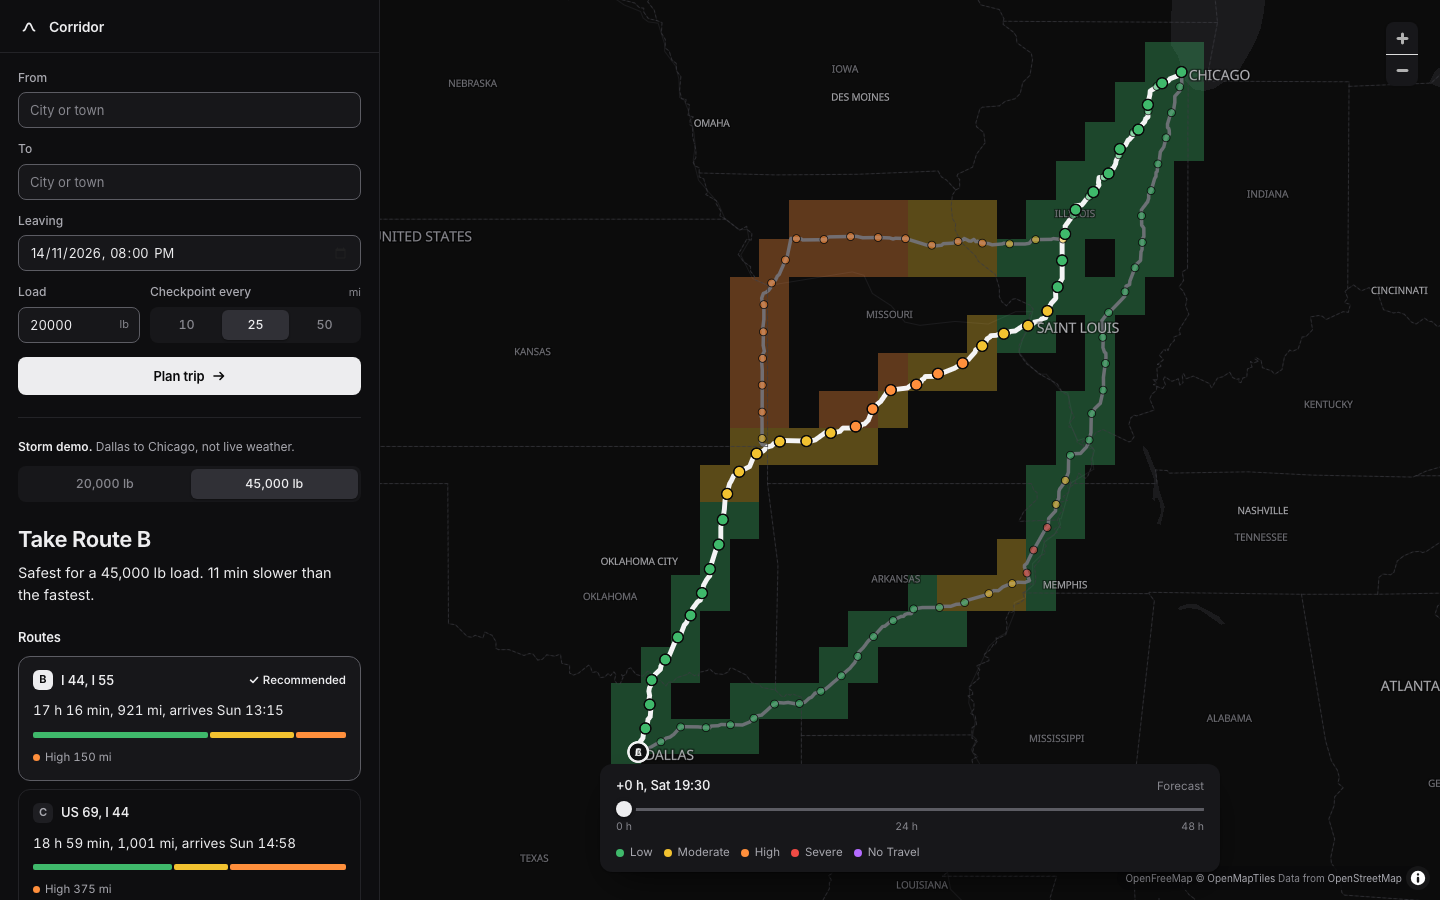 Corridor
From
City or town
To
City or town
Leaving
14/11/2026, 08:00 PM
Load
Checkpoint every
mi
20000
lb
10
25
50
Plan trip →
Storm demo. Dallas to Chicago, not live weather.
20,000 lb
45,000 lb
Take Route B
Safest for a 45,000 lb load. 11 min slower than
the fastest.
Routes
B
I 44, I 55
✓ Recommended
17 h 16 min, 921 mi, arrives Sun 13:15
High 150 mi
C
US 69, I 44
18 h 59 min, 1,001 mi, arrives Sun 14:58
High 375 mi
+
−
CHICAGO
IOWA
NEBRASKA
DES MOINES
OMAHA
INDIANA
NITED STATES
CINCINNATI
MISSOURI
SAINT LOUIS
KANSAS
KENTUCKY
NASHVILLE
TENNESSEE
OKLAHOMA CITY
ARKANSAS
MEMPHIS
OKLAHOMA
ATLANTA
ALABAMA
MISSISSIPPI
DALLAS
GE
TEXAS
LOUISIANA
+0 h, Sat 19:30
Forecast
0 h
24 h
48 h
Low
Moderate
High
Severe
No Travel
OpenFreeMap © OpenMapTiles Data from OpenStreetMap